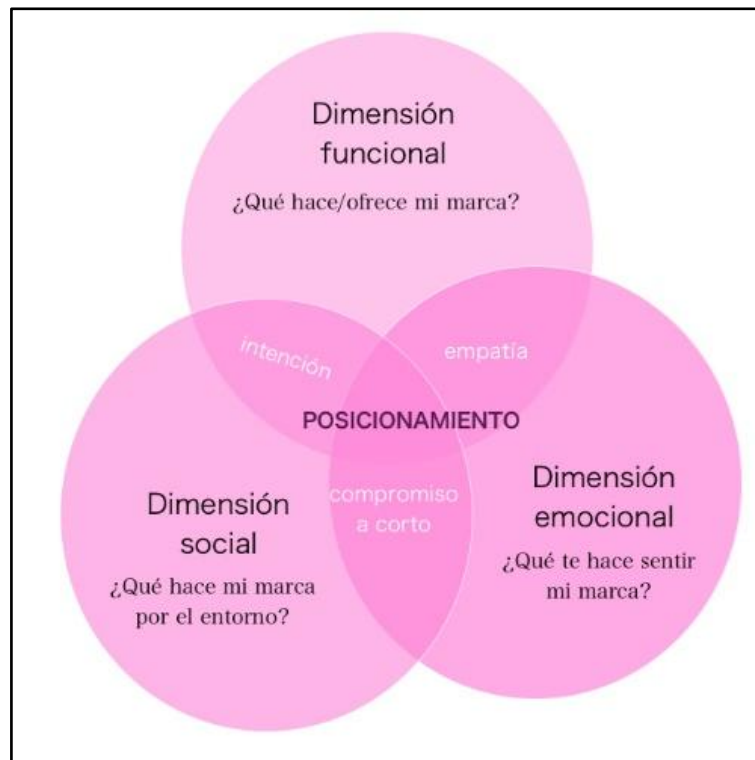 Dimensión
funcional
¿Qué hace/ofrece mi marca?
intención
empatía
POSICIONAMIENTO
compromiso
a corto
Dimensión
social
¿Qué hace mi marca
por el entorno?
Dimensión
emocional
¿Qué te hace sentir
mi marca?